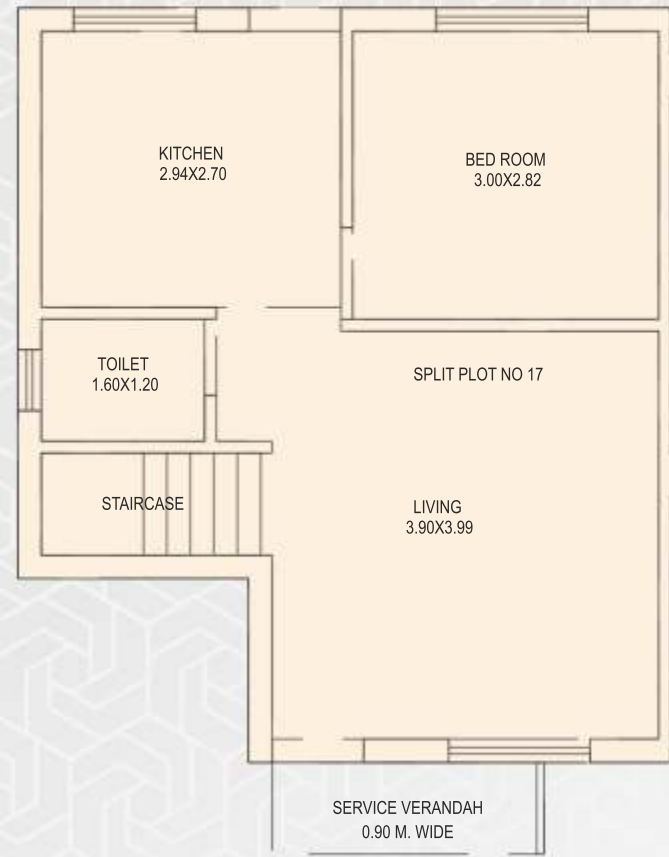 KITCHEN
2.94X2.70
BED ROOM
3.00X2.82
TOILET
1.60X1.20
SPLIT PLOT NO 17
STAIRCASE
LIVING
3.90X3.99
SERVICE VERANDAH
0.90 M. WIDE